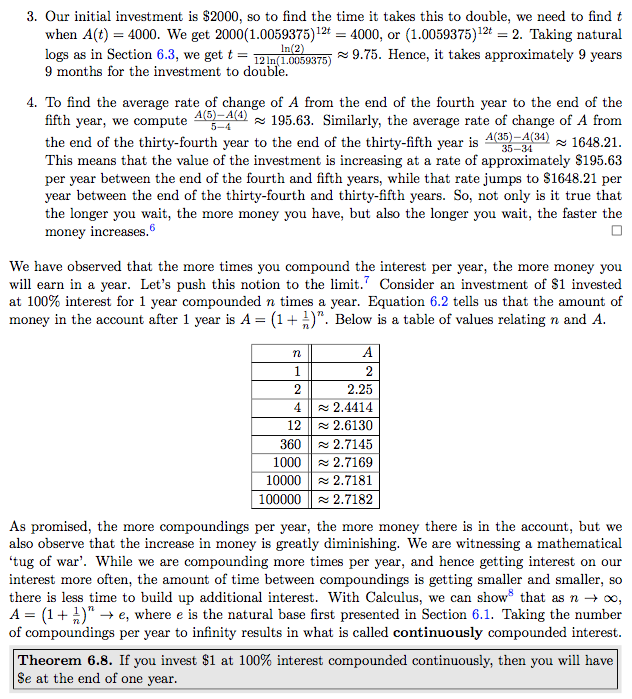 3. Our initial investment is $2000, so to find the time it takes this to double, we need to find t
when A(t) = 4000. We get 2000(1.0059375)^{12t} = 4000, or (1.0059375)^{12t} = 2. Taking natural
logs as in Section 6.3, we get t = \frac{ln(2)}{12 ln(1.0059375)} ≈ 9.75. Hence, it takes approximately 9 years
9 months for the investment to double.
4. To find the average rate of change of A from the end of the fourth year to the end of the
fifth year, we compute \frac{A(5)−A(4)}{5−4} ≈ 195.63. Similarly, the average rate of change of A from
the end of the thirty-fourth year to the end of the thirty-fifth year is \frac{A(35)−A(34)}{35−34} ≈ 1648.21.
This means that the value of the investment is increasing at a rate of approximately $195.63
per year between the end of the fourth and fifth years, while that rate jumps to $1648.21 per
year between the end of the thirty-fourth and thirty-fifth years. So, not only is it true that
the longer you wait, the more money you have, but also the longer you wait, the faster the
money increases.^6 □
We have observed that the more times you compound the interest per year, the more money you
will earn in a year. Let's push this notion to the limit.^7 Consider an investment of $1 invested
at 100% interest for 1 year compounded n times a year. Equation 6.2 tells us that the amount of
money in the account after 1 year is A = (1 + \frac{1}{n})^n. Below is a table of values relating n and A.
n A
1 2
2 2.25
4 ≈ 2.4414
12 ≈ 2.6130
360 ≈ 2.7145
1000 ≈ 2.7169
10000 ≈ 2.7181
100000 ≈ 2.7182
As promised, the more compoundings per year, the more money there is in the account, but we
also observe that the increase in money is greatly diminishing. We are witnessing a mathematical
‘tug of war’. While we are compounding more times per year, and hence getting interest on our
interest more often, the amount of time between compoundings is getting smaller and smaller, so
there is less time to build up additional interest. With Calculus, we can show^8 that as n → ∞,
A = (1 + \frac{1}{n})^n → e, where e is the natural base first presented in Section 6.1. Taking the number
of compoundings per year to infinity results in what is called continuously compounded interest.
Theorem 6.8. If you invest $1 at 100% interest compounded continuously, then you will have
$e at the end of one year.